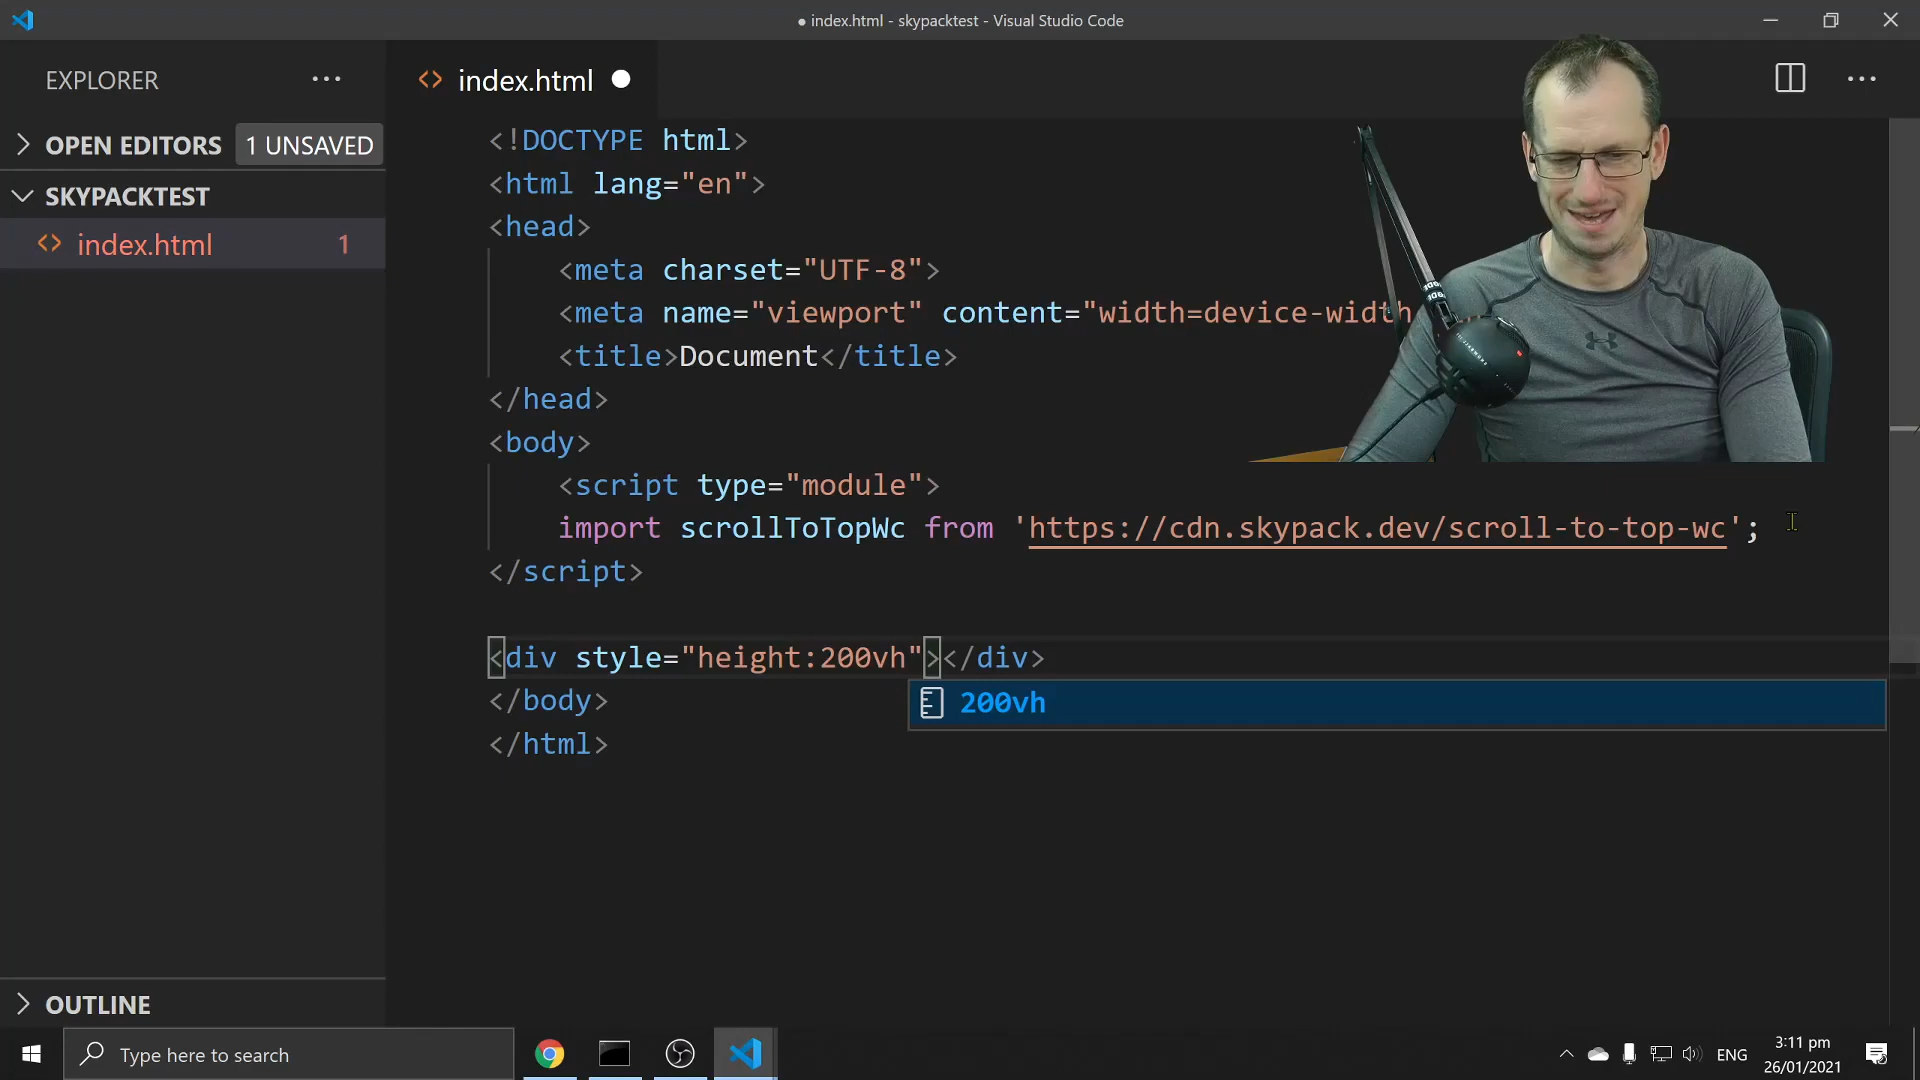 ● index.html - skypacktest - Visual Studio Code
EXPLORER
index.html
OPEN EDITORS
1 UNSAVED
SKYPACKTEST
index.html
1
<!DOCTYPE html>
<html lang="en">
<head>
<meta charset="UTF-8">
<meta name="viewport" content="width=device-width
<title>Document</title>
</head>
<body>
<script type="module">
import scrollToTopWc from 'https://cdn.skypack.dev/scroll-to-top-wc';
</script>
<div style="height:200vh"></div>
200vh
</body>
</html>
OUTLINE
Type here to search
ENG
3:11 pm
26/01/2021